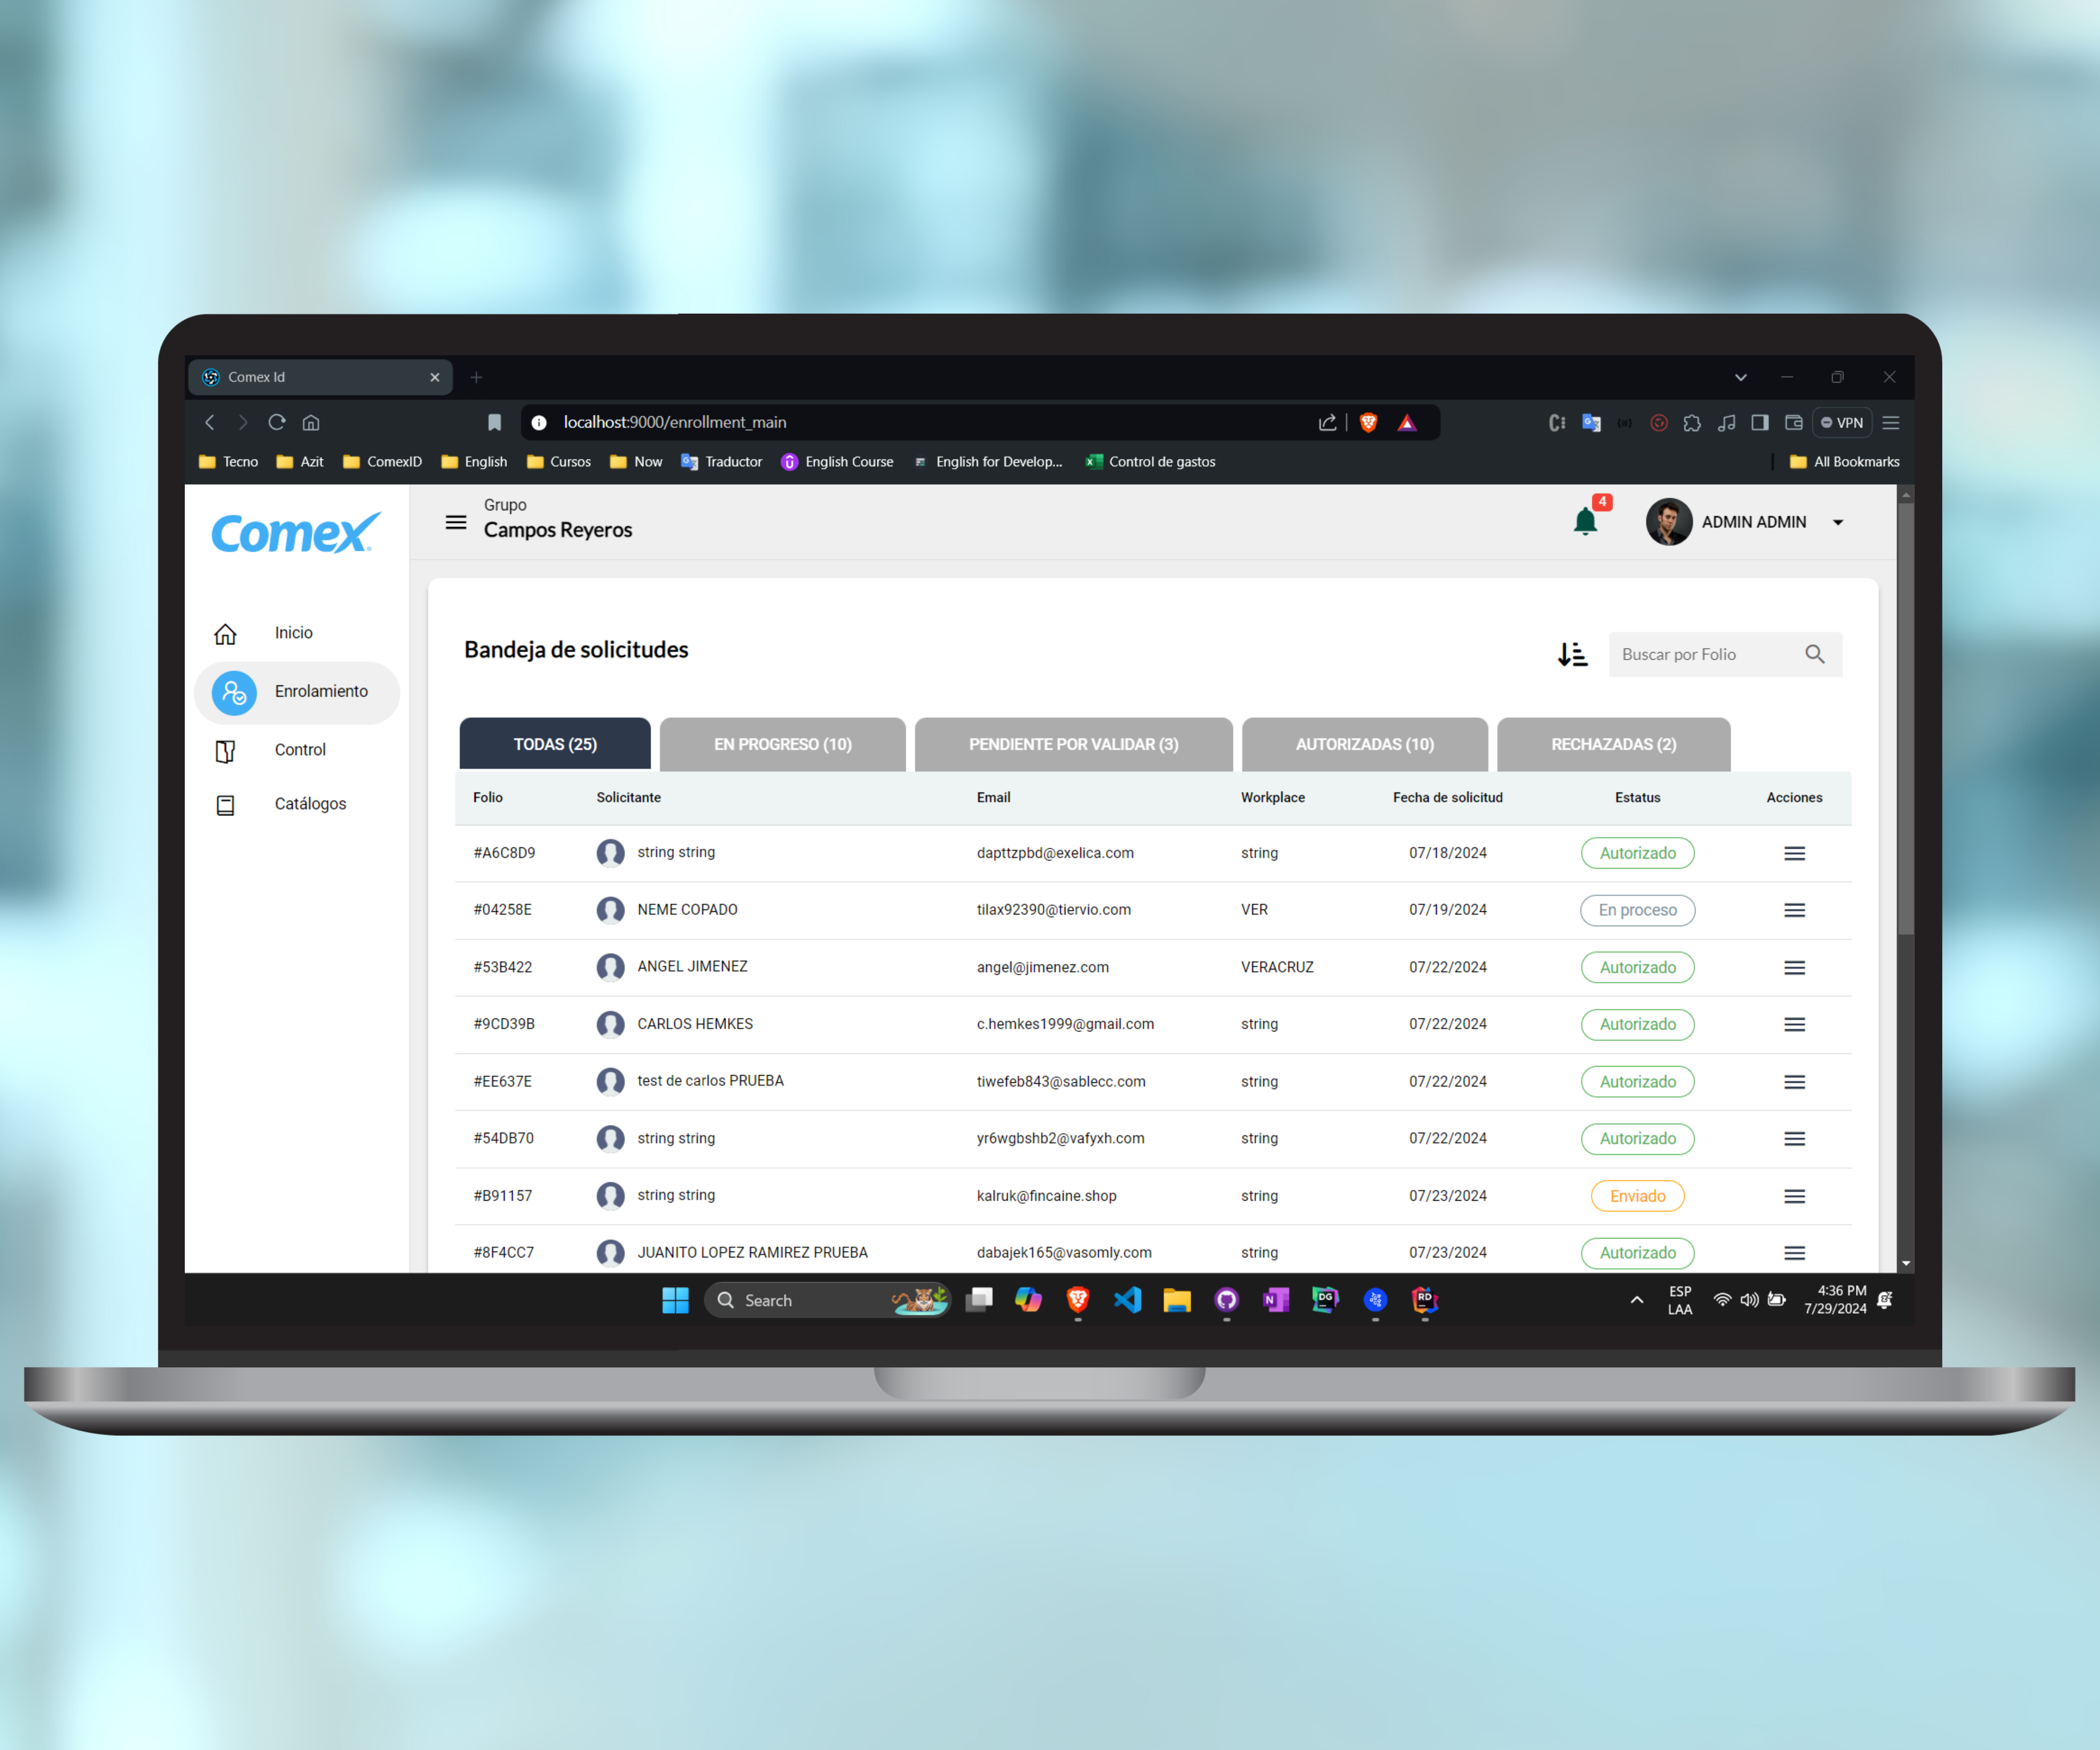 Comex Id
localhost:9000/enrollment_main
VPN
Tecno
Azit
ComexID
English
Cursos
Now
Traductor
English Course
English for Develop...
Control de gastos
All Bookmarks
Comex
Grupo
Campos Reyeros
4
ADMIN ADMIN
Inicio
Enrolamiento
Control
Catálogos
Bandeja de solicitudes
Buscar por Folio
TODAS (25)
EN PROGRESO (10)
PENDIENTE POR VALIDAR (3)
AUTORIZADAS (10)
RECHAZADAS (2)
Folio Solicitante Email Workplace Fecha de solicitud Estatus Acciones
#A6C8D9 string string dapttzpbd@exelica.com string 07/18/2024 Autorizado
#04258E NEME COPADO tilax92390@tiervio.com VER 07/19/2024 En proceso
#53B422 ANGEL JIMENEZ angel@jimenez.com VERACRUZ 07/22/2024 Autorizado
#9CD39B CARLOS HEMKES c.hemkes1999@gmail.com string 07/22/2024 Autorizado
#EE637E test de carlos PRUEBA tiwefeb843@sablecc.com string 07/22/2024 Autorizado
#54DB70 string string yr6wgbshb2@vafyxh.com string 07/22/2024 Autorizado
#B91157 string string kalruk@fincaine.shop string 07/23/2024 Enviado
#8F4CC7 JUANITO LOPEZ RAMIREZ PRUEBA dabajek165@vasomly.com string 07/23/2024 Autorizado
Search
N
DG
RD
ESP
LAA
4:36 PM
7/29/2024